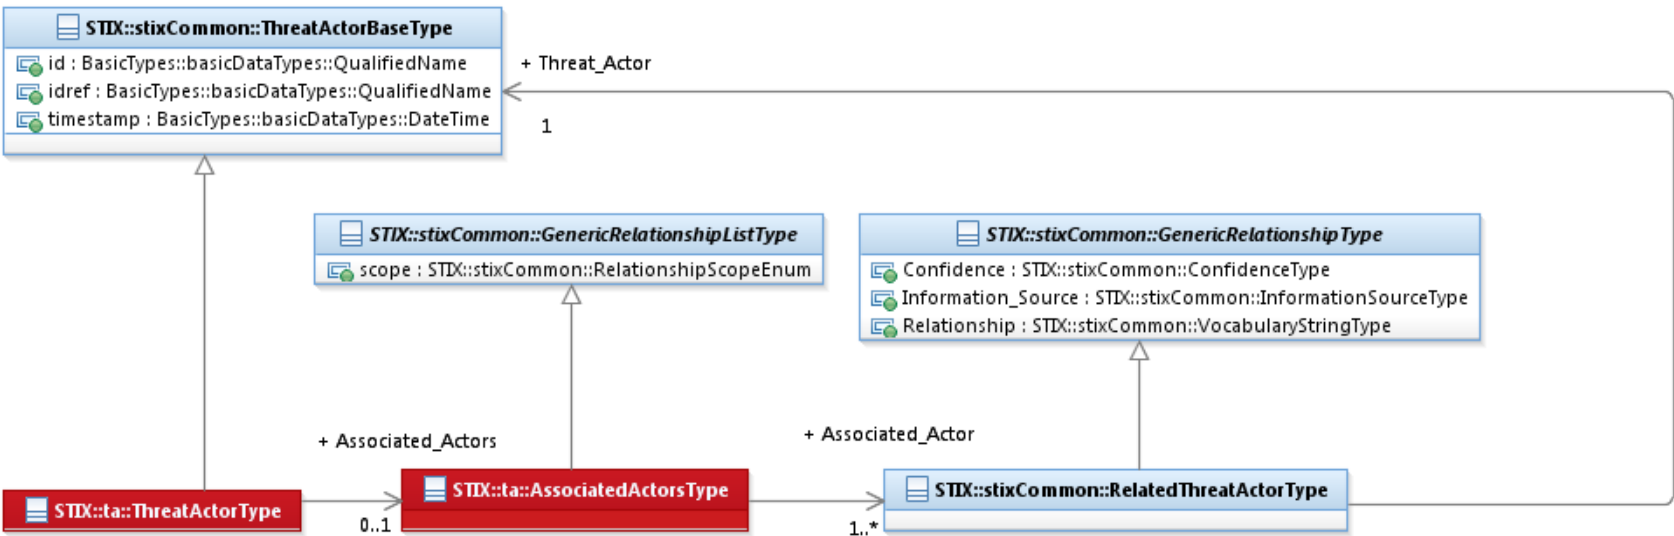 STIX::stixCommon::ThreatActorBaseType
id : BasicTypes::basicDataTypes::QualifiedName
idref : BasicTypes::basicDataTypes::QualifiedName
timestamp : BasicTypes::basicDataTypes::DateTime
+ Threat_Actor
1
STIX::stixCommon::GenericRelationshipListType
scope : STIX::stixCommon::RelationshipScopeEnum
STIX::stixCommon::GenericRelationshipType
Confidence : STIX::stixCommon::ConfidenceType
Information_Source : STIX::stixCommon::InformationSourceType
Relationship : STIX::stixCommon::VocabularyStringType
+ Associated_Actors
+ Associated_Actor
STIX::ta::ThreatActorType
0..1
STIX::ta::AssociatedActorsType
1..*
STIX::stixCommon::RelatedThreatActorType